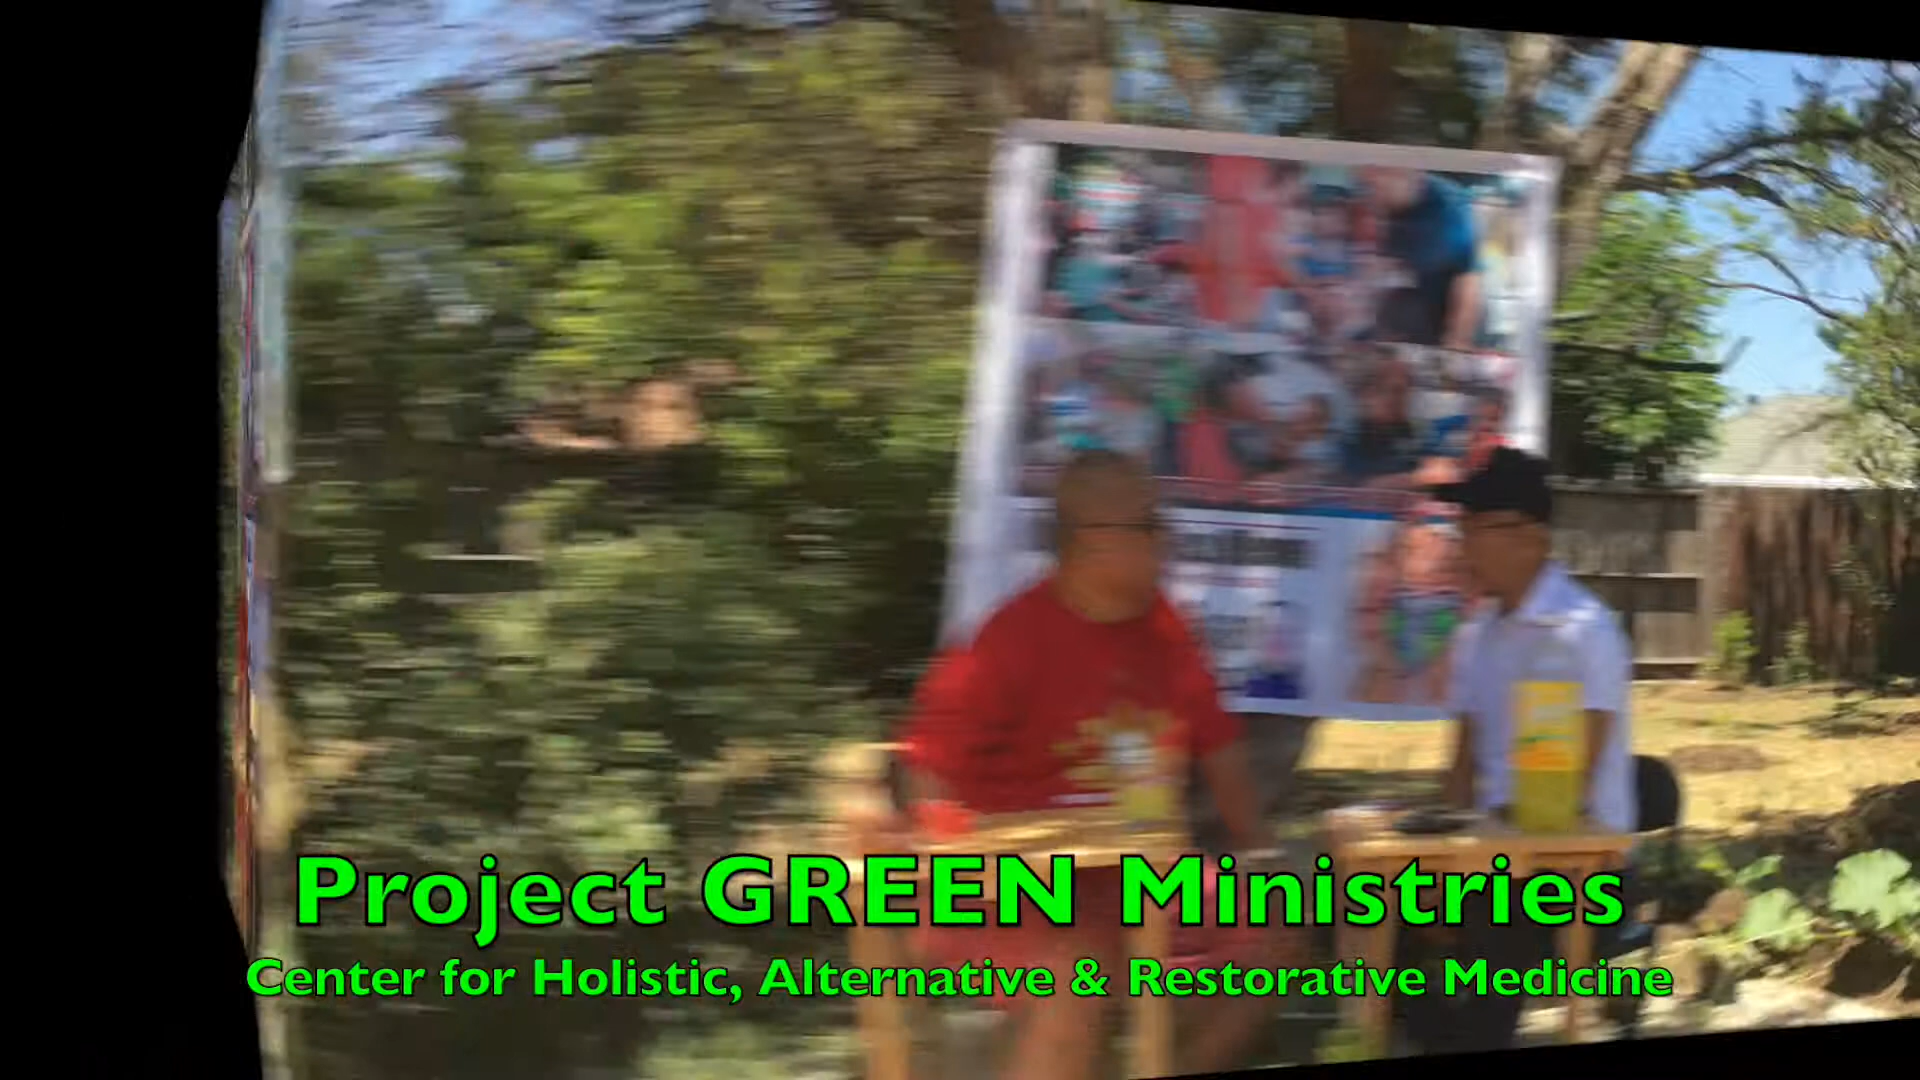 Project GREEN Ministries
Center for Holistic, Alternative & Restorative Medicine